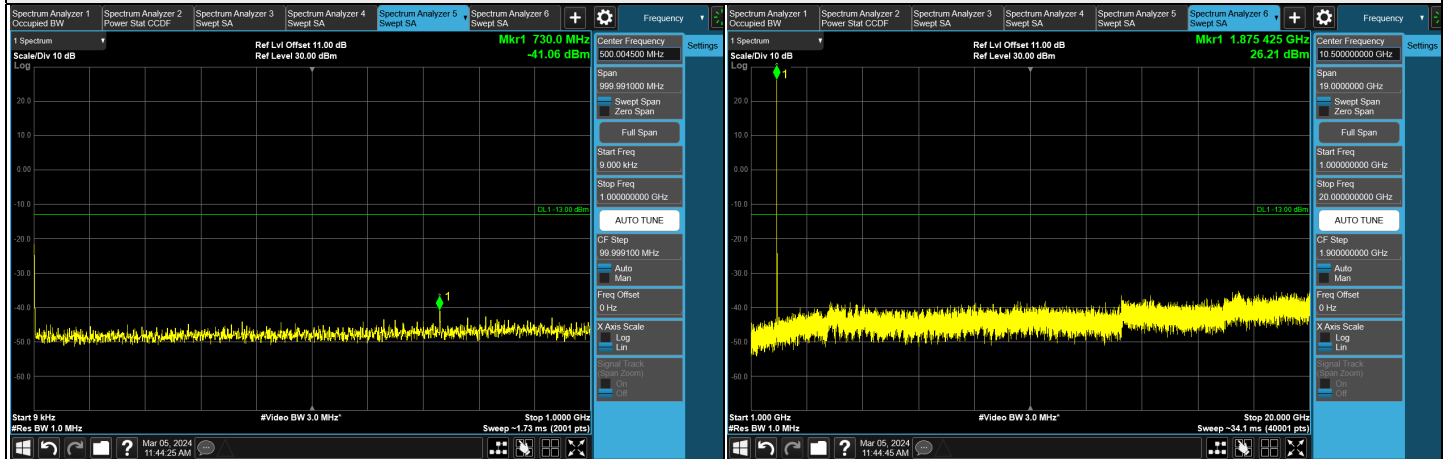 Spectrum Analyzer 1
Occupied BW
Spectrum Analyzer 2
Power Stat CCDF
Spectrum Analyzer 3
Swept SA
Spectrum Analyzer 4
Swept SA
Spectrum Analyzer 5
Swept SA
Spectrum Analyzer 6
Swept SA
Frequency
1 Spectrum
Scale/Div 10 dB
Log
Ref Lvl Offset 11.00 dB
Ref Level 30.00 dBm
Mkr1 730.0 MHz
-41.06 dBm
20.0
10.0
0.00
-10.0
-20.0
-30.0
-40.0
-50.0
-60.0
DL1 -13.00 dBm
1
Start 9 kHz
#Res BW 1.0 MHz
#Video BW 3.0 MHz*
Stop 1.0000 GHz
Sweep ~1.73 ms (2001 pts)
Center Frequency
500.004500 MHz
Span
999.991000 MHz
Swept Span
Zero Span
Full Span
Start Freq
9.000 kHz
Stop Freq
1.000000000 GHz
AUTO TUNE
CF Step
99.999100 MHz
Auto
Man
Freq Offset
0 Hz
X Axis Scale
Log
Lin
Signal Track
(Span Zoom)
On
Off
Settings
?
Mar 05, 2024
11:44:25 AM
Spectrum Analyzer 1
Occupied BW
Spectrum Analyzer 2
Power Stat CCDF
Spectrum Analyzer 3
Swept SA
Spectrum Analyzer 4
Swept SA
Spectrum Analyzer 5
Swept SA
Spectrum Analyzer 6
Swept SA
Frequency
1 Spectrum
Scale/Div 10 dB
Log
Ref Lvl Offset 11.00 dB
Ref Level 30.00 dBm
Mkr1 1.875 425 GHz
26.21 dBm
20.0
10.0
0.00
-10.0
-20.0
-30.0
-40.0
-50.0
-60.0
DL1 -13.00 dBm
1
Start 1.000 GHz
#Res BW 1.0 MHz
#Video BW 3.0 MHz*
Stop 20.000 GHz
Sweep ~34.1 ms (40001 pts)
Center Frequency
10.500000000 GHz
Span
19.0000000 GHz
Swept Span
Zero Span
Full Span
Start Freq
1.000000000 GHz
Stop Freq
20.000000000 GHz
AUTO TUNE
CF Step
1.900000000 GHz
Auto
Man
Freq Offset
0 Hz
X Axis Scale
Log
Lin
Signal Track
(Span Zoom)
On
Off
Settings
?
Mar 05, 2024
11:44:45 AM